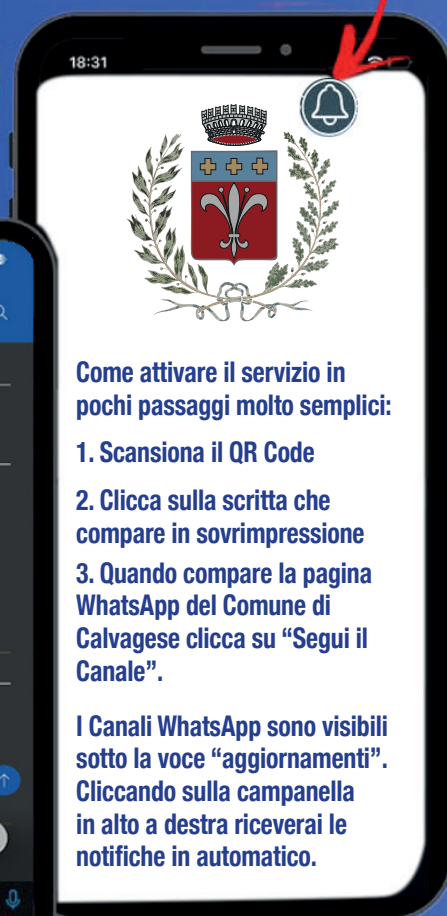 18:31
Come attivare il servizio in
pochi passaggi molto semplici:
1. Scansiona il QR Code
2. Clicca sulla scritta che
compare in sovrimpressione
3. Quando compare la pagina
WhatsApp del Comune di
Calvagese clicca su “Segui il
Canale”.
I Canali WhatsApp sono visibili
sotto la voce “aggiornamenti”.
Cliccando sulla campanella
in alto a destra riceverai le
notifiche in automatico.